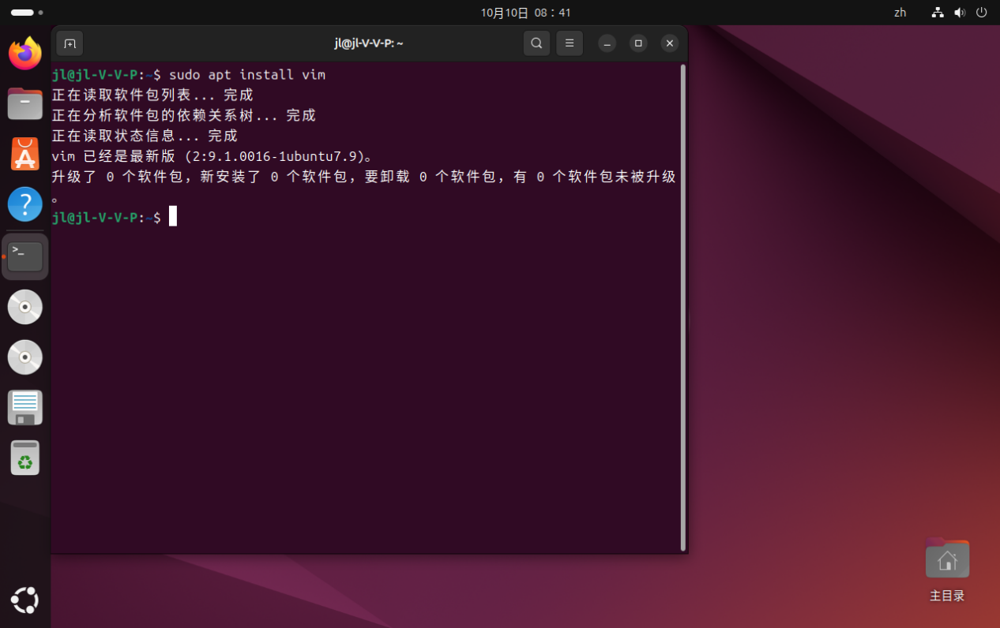 10月10日 08：41
zh
jl@jl-V-V-P: ~
jl@jl-V-V-P:~$ sudo apt install vim
正在读取软件包列表... 完成
正在分析软件包的依赖关系树... 完成
正在读取状态信息... 完成
vim 已经是最新版 (2:9.1.0016-1ubuntu7.9)。
升级了 0 个软件包，新安装了 0 个软件包，要卸载 0 个软件包，有 0 个软件包未被升级
。
jl@jl-V-V-P:~$
主目录